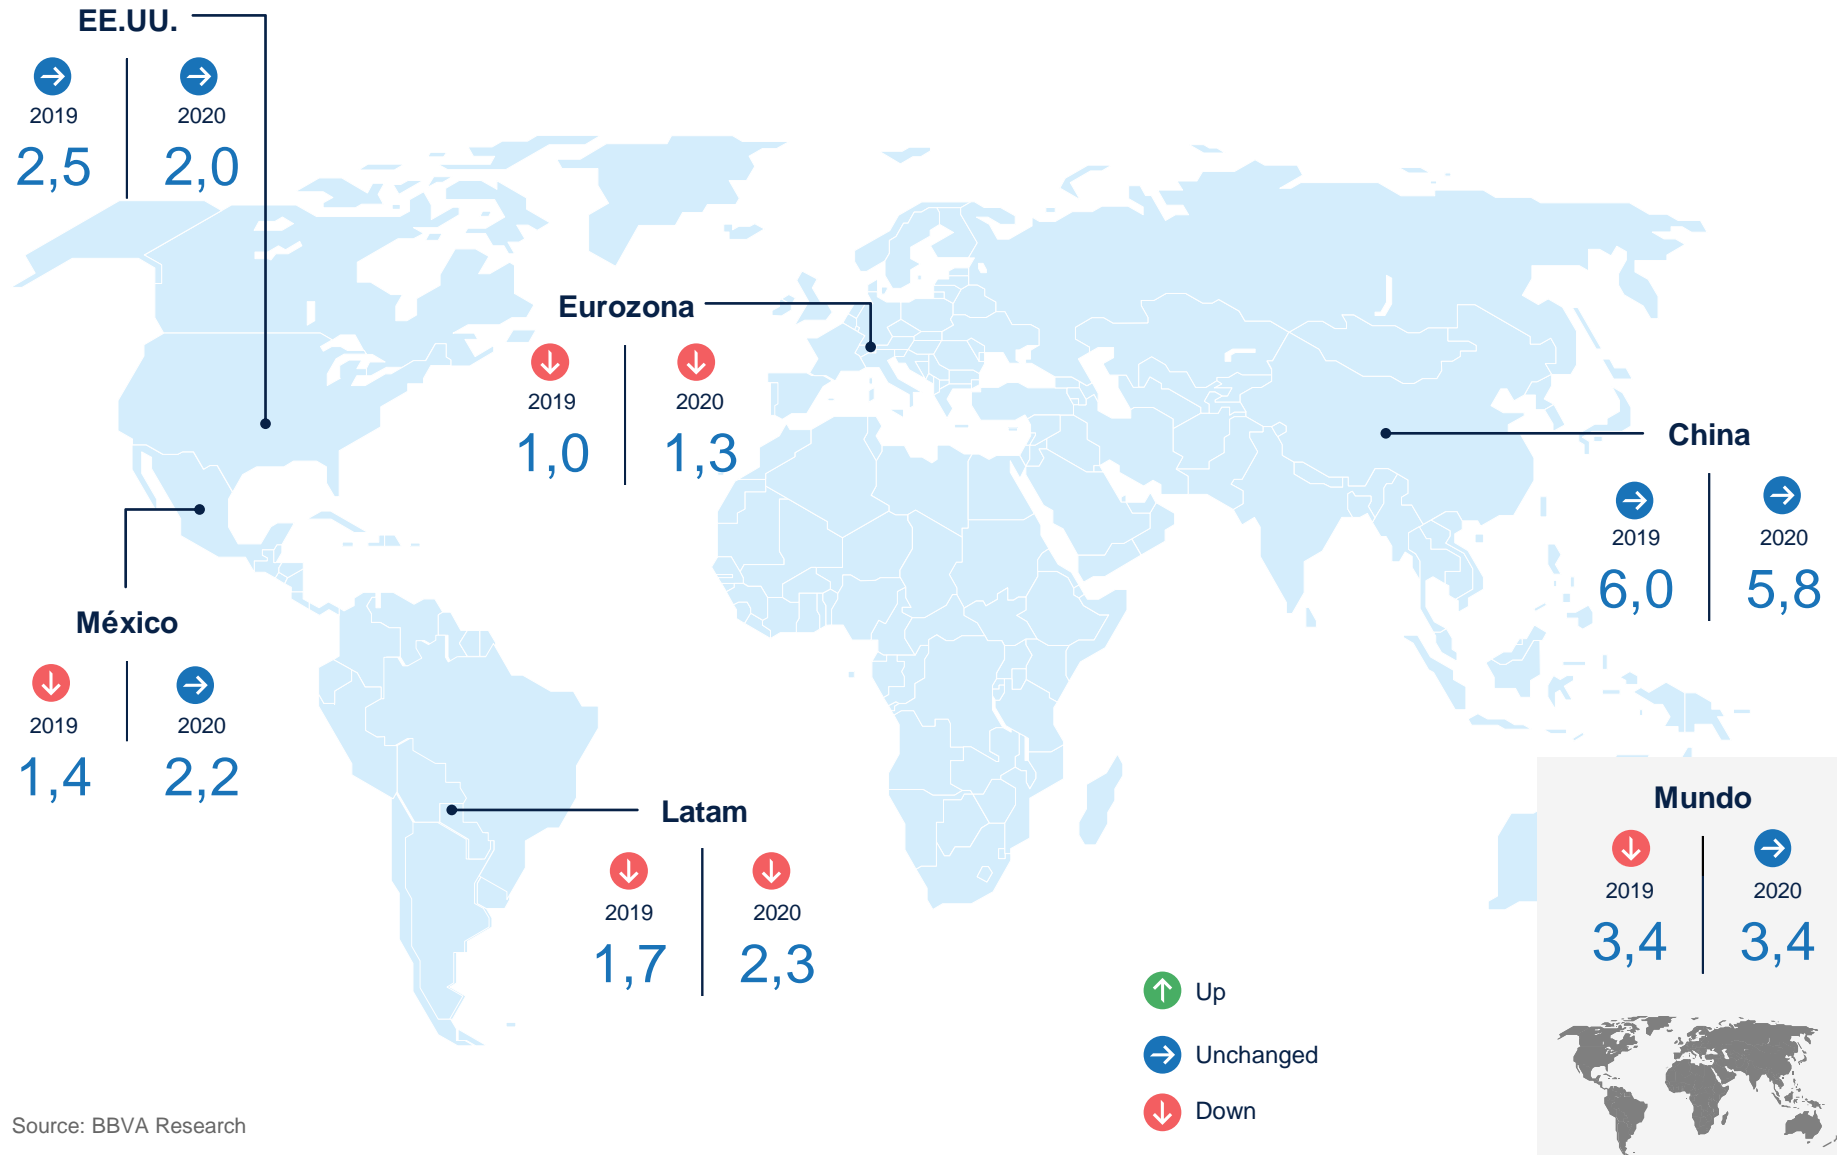 EE.UU.
2019 2020
2,5 2,0
Eurozona
2019 2020
1,0 1,3
China
2019 2020
6,0 5,8
México
2019 2020
1,4 2,2
Latam
2019 2020
1,7 2,3
Mundo
2019 2020
3,4 3,4
Up
Unchanged
Down
Source: BBVA Research